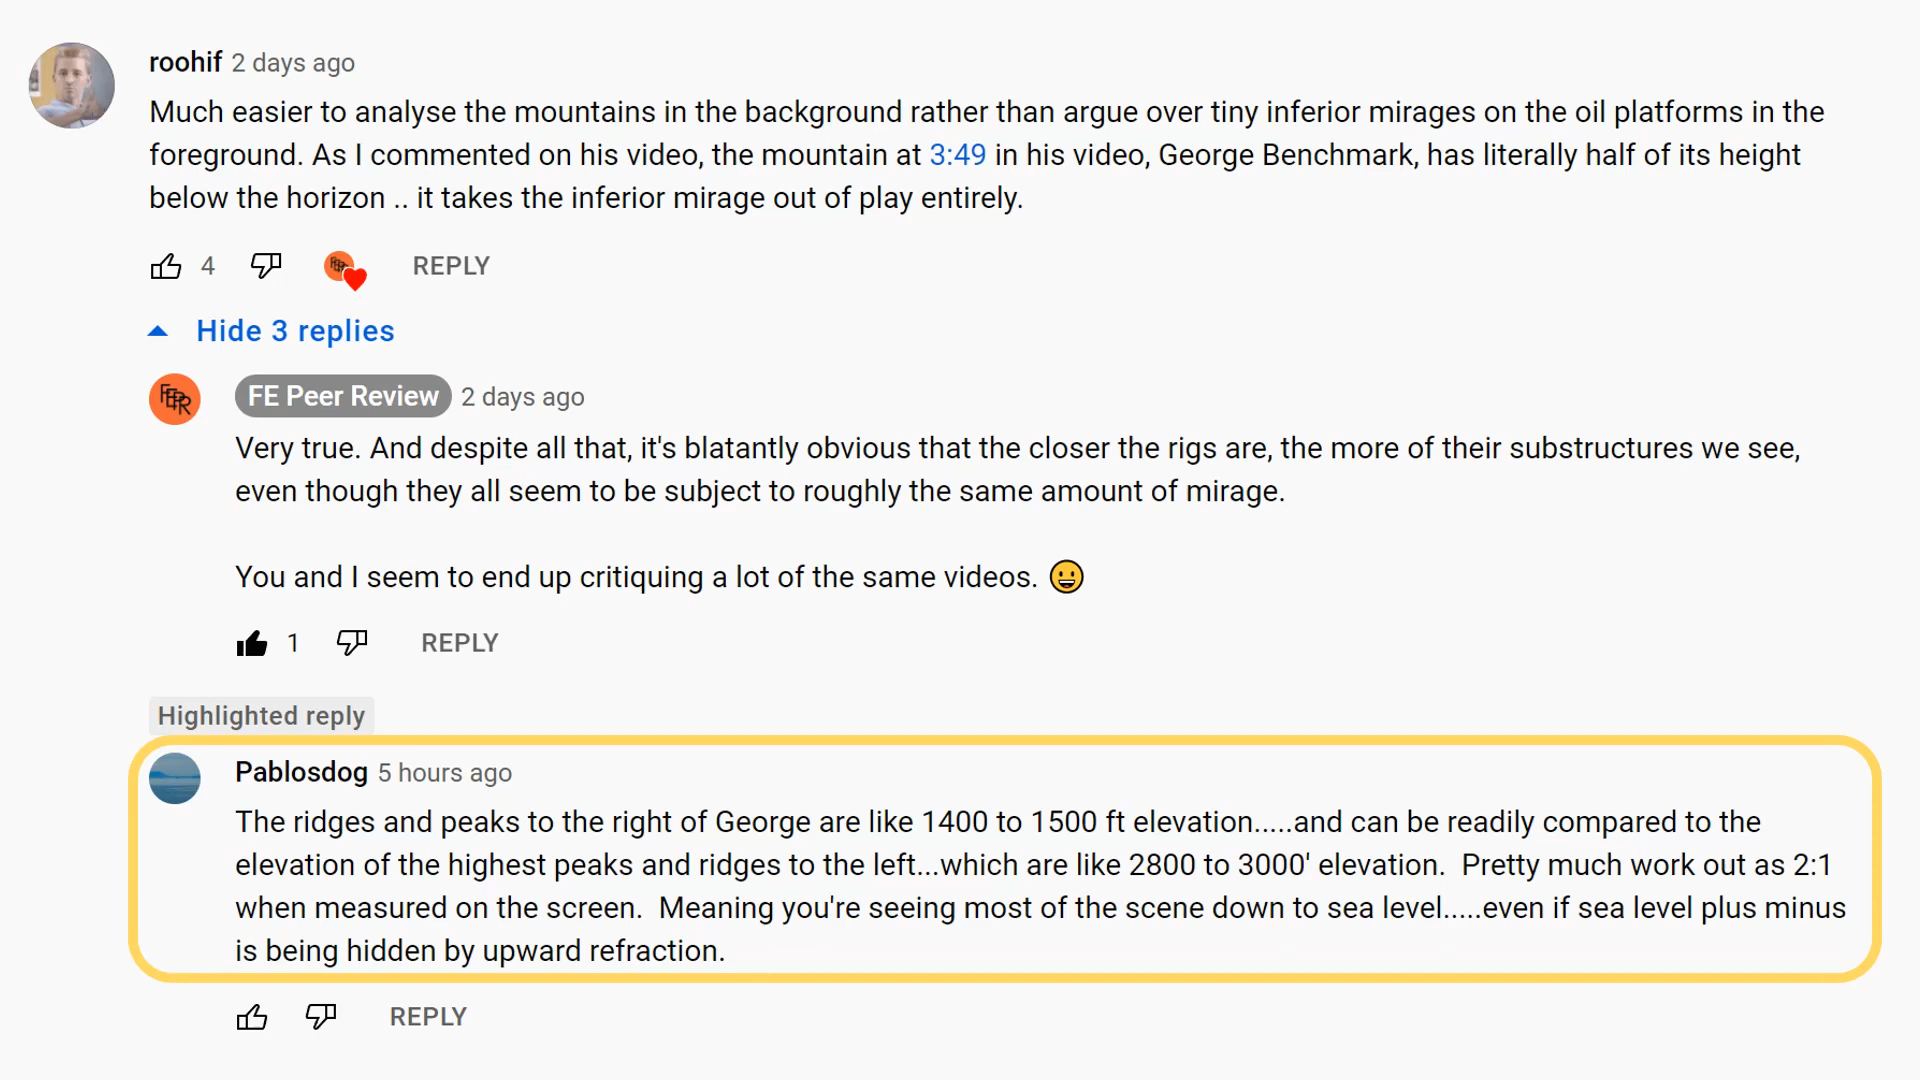 roohif 2 days ago
Much easier to analyse the mountains in the background rather than argue over tiny inferior mirages on the oil platforms in the
foreground. As I commented on his video, the mountain at 3:49 in his video, George Benchmark, has literally half of its height
below the horizon .. it takes the inferior mirage out of play entirely.
4 REPLY
Hide 3 replies
FEPR
FE Peer Review 2 days ago
Very true. And despite all that, it's blatantly obvious that the closer the rigs are, the more of their substructures we see,
even though they all seem to be subject to roughly the same amount of mirage.
You and I seem to end up critiquing a lot of the same videos. 😀
1 REPLY
Highlighted reply
Pablosdog 5 hours ago
The ridges and peaks to the right of George are like 1400 to 1500 ft elevation.....and can be readily compared to the
elevation of the highest peaks and ridges to the left...which are like 2800 to 3000' elevation.  Pretty much work out as 2:1
when measured on the screen.  Meaning you're seeing most of the scene down to sea level.....even if sea level plus minus
is being hidden by upward refraction.
REPLY